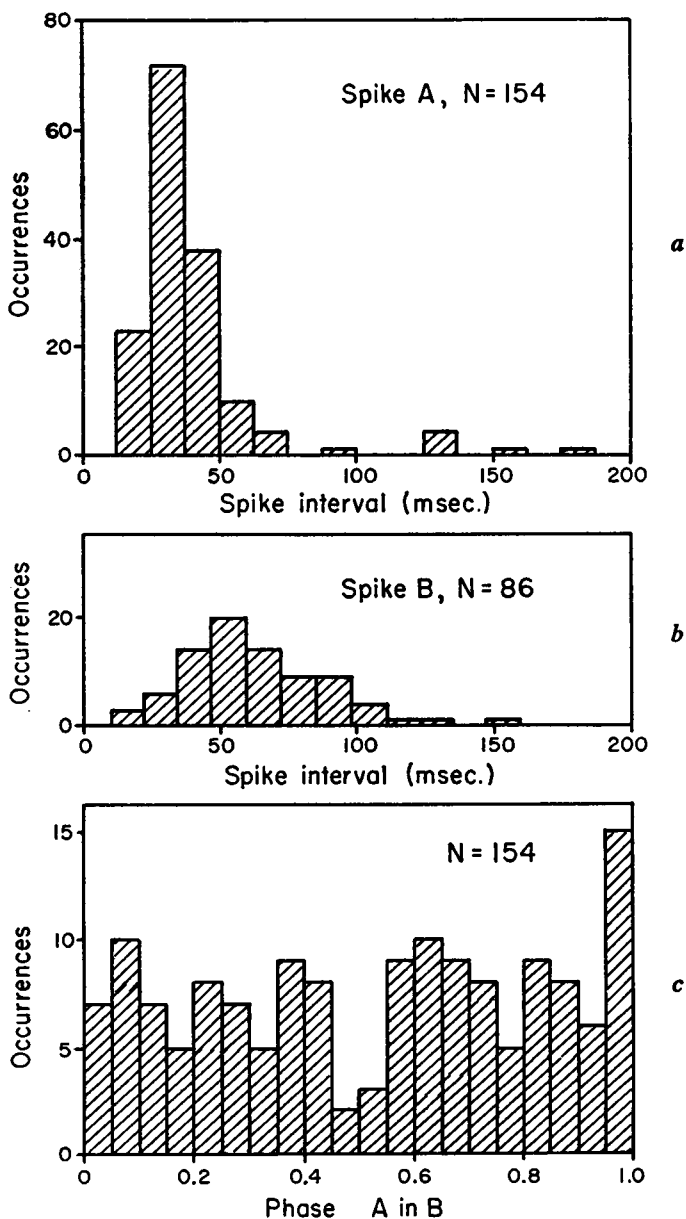 80
60
40
20
0
Occurrences
Spike A, N = 154
a
0 50 100 150 200
Spike interval (msec.)
20
0
Occurrences
Spike B, N = 86
b
0 50 100 150 200
Spike interval (msec.)
15
10
5
0
Occurrences
N = 154
c
0 0.2 0.4 0.6 0.8 1.0
Phase A in B